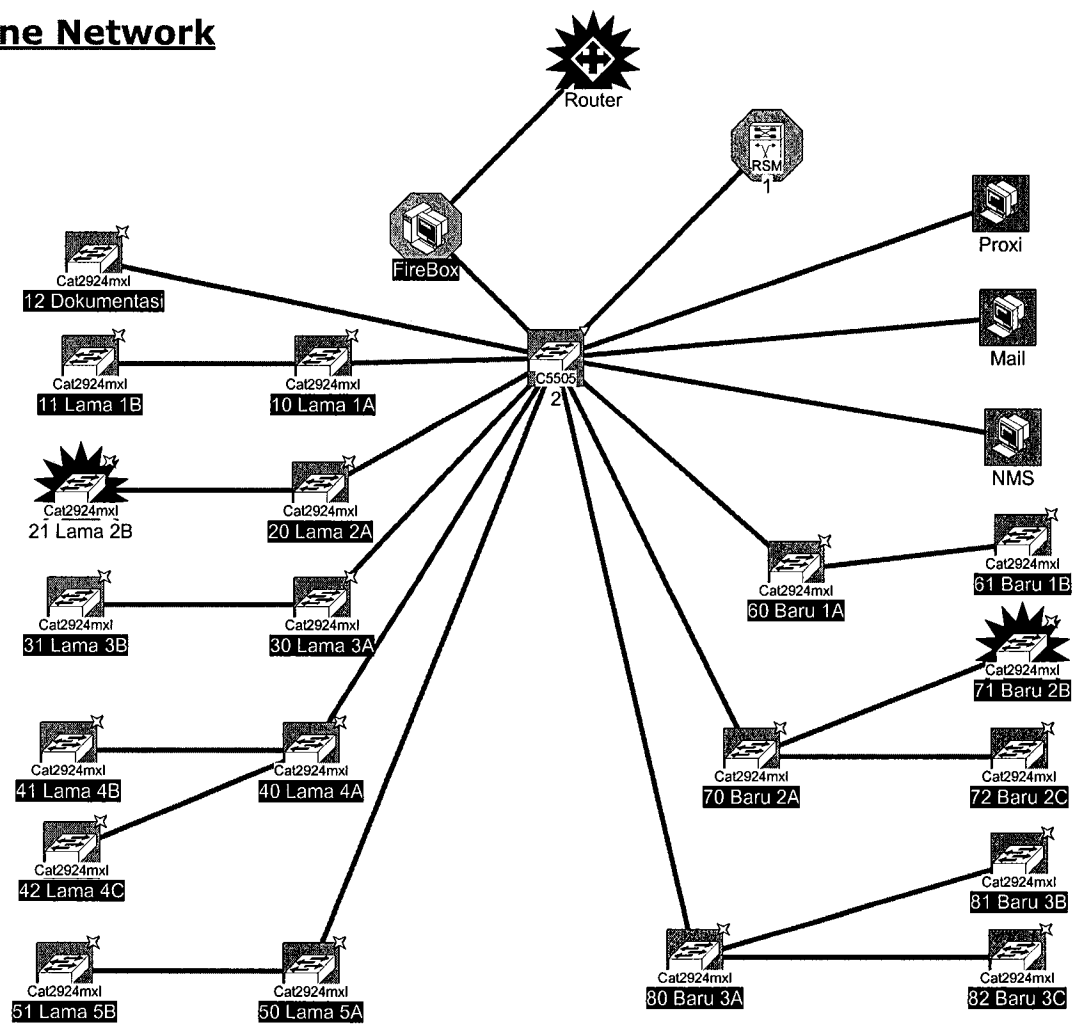 ne Network
Router
RSM
1
FireBox
Proxi
Cat2924mxl
12 Dokumentasi
Mail
Cat2924mxl
11 Lama 1B
Cat2924mxl
10 Lama 1A
C5505
2
NMS
Cat2924mxl
21 Lama 2B
Cat2924mxl
20 Lama 2A
Cat2924mxl
60 Baru 1A
Cat2924mxl
61 Baru 1B
Cat2924mxl
31 Lama 3B
Cat2924mxl
30 Lama 3A
Cat2924mxl
71 Baru 2B
Cat2924mxl
41 Lama 4B
Cat2924mxl
40 Lama 4A
Cat2924mxl
70 Baru 2A
Cat2924mxl
72 Baru 2C
Cat2924mxl
42 Lama 4C
Cat2924mxl
81 Baru 3B
Cat2924mxl
51 Lama 5B
Cat2924mxl
50 Lama 5A
Cat2924mxl
80 Baru 3A
Cat2924mxl
82 Baru 3C